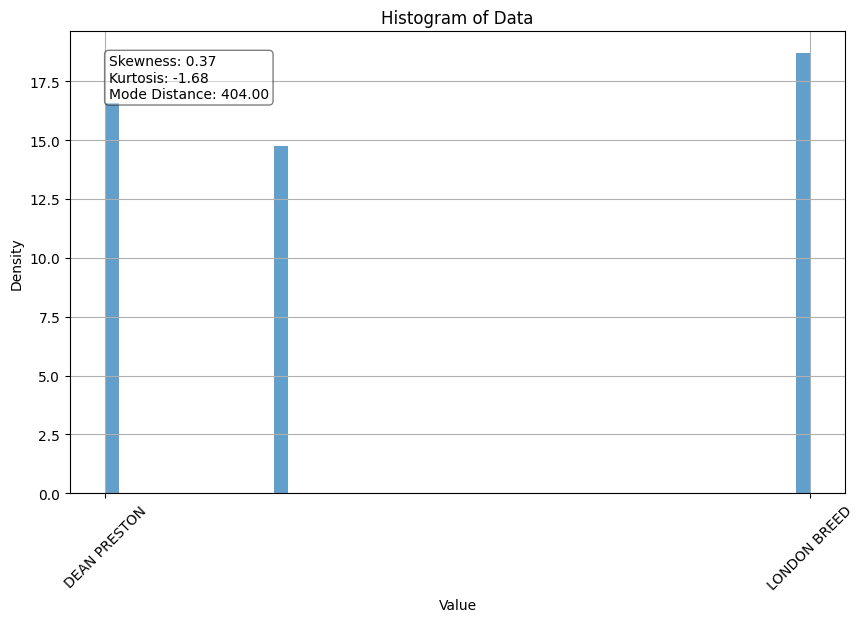 Histogram of Data
Skewness: 0.37
Kurtosis: -1.68
Mode Distance: 404.00
17.5
15.0
12.5
10.0
7.5
5.0
2.5
0.0
Density
DEAN PRESTON
LONDON BREED
Value